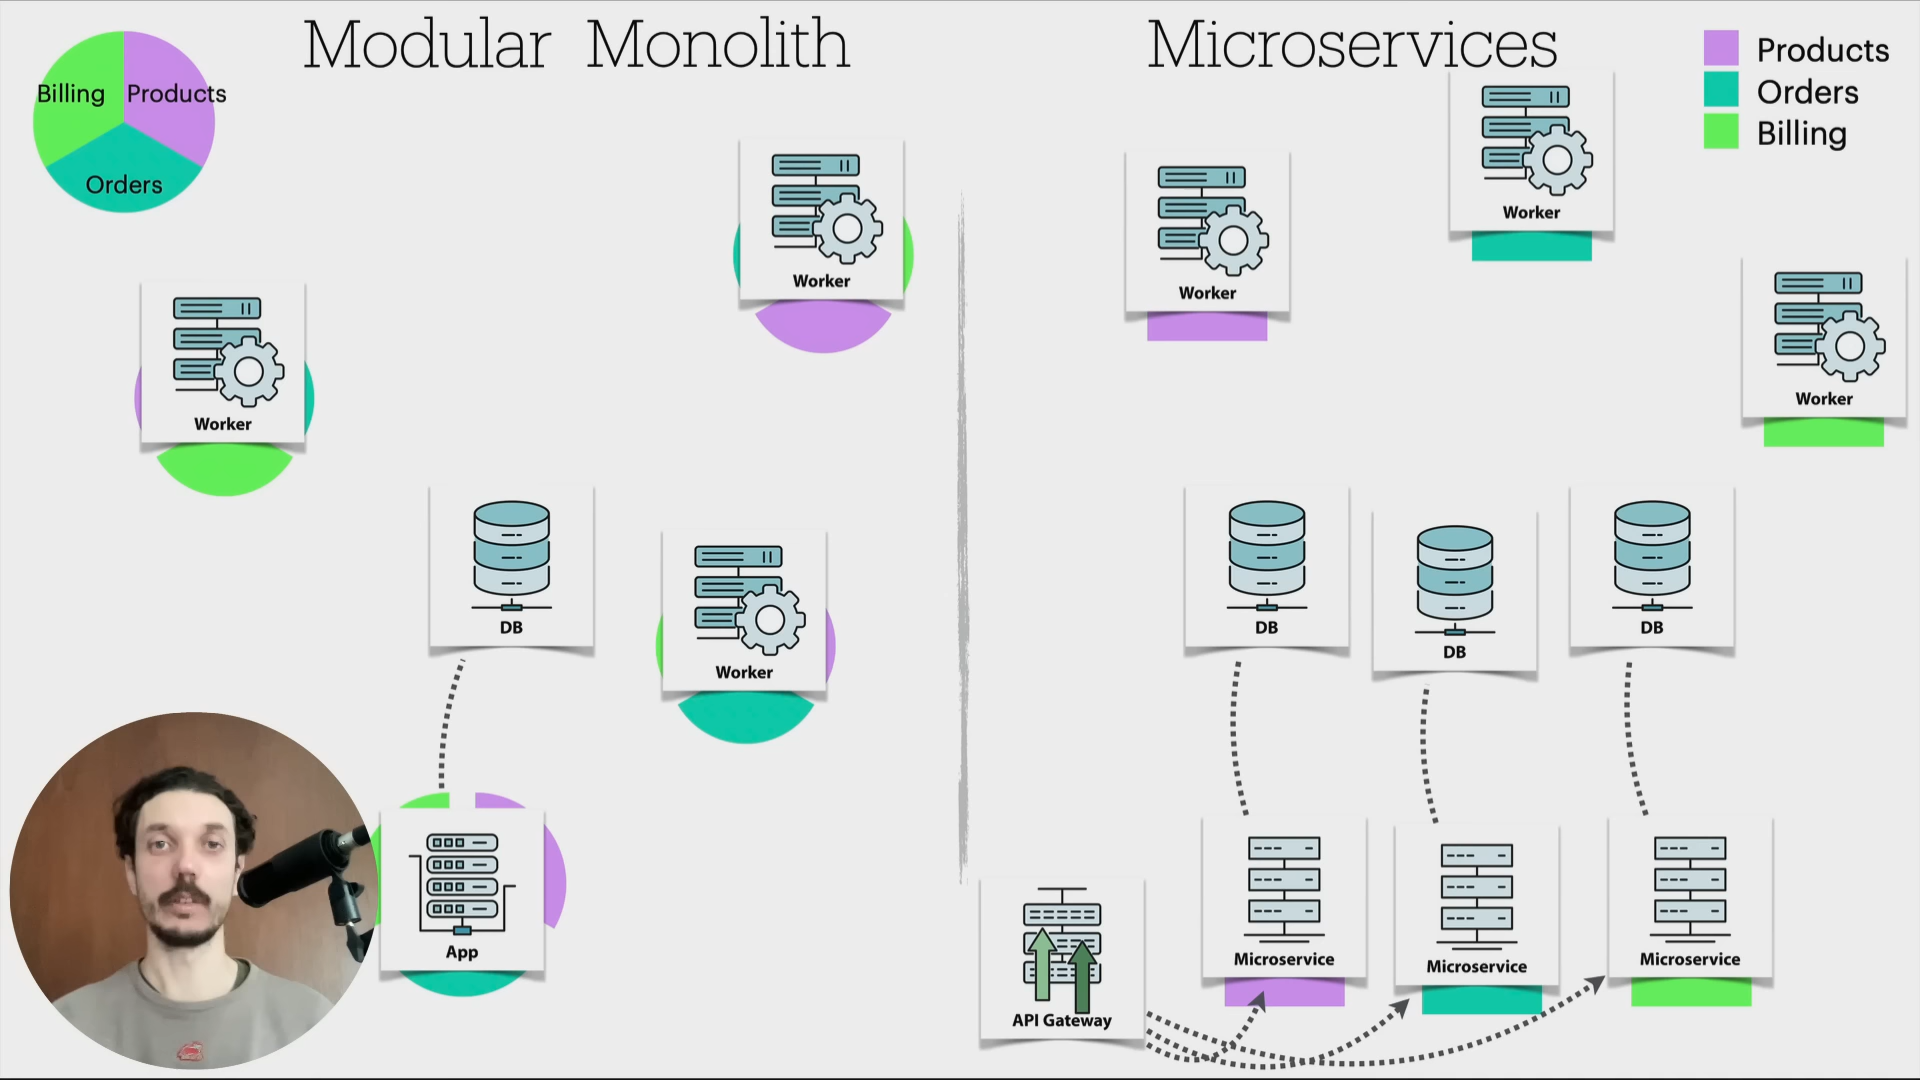 Modular Monolith
Microservices
Billing
Products
Orders
Products
Orders
Billing
Worker
Worker
Worker
Worker
Worker
Worker
DB
DB
DB
DB
App
Microservice
Microservice
Microservice
API Gateway